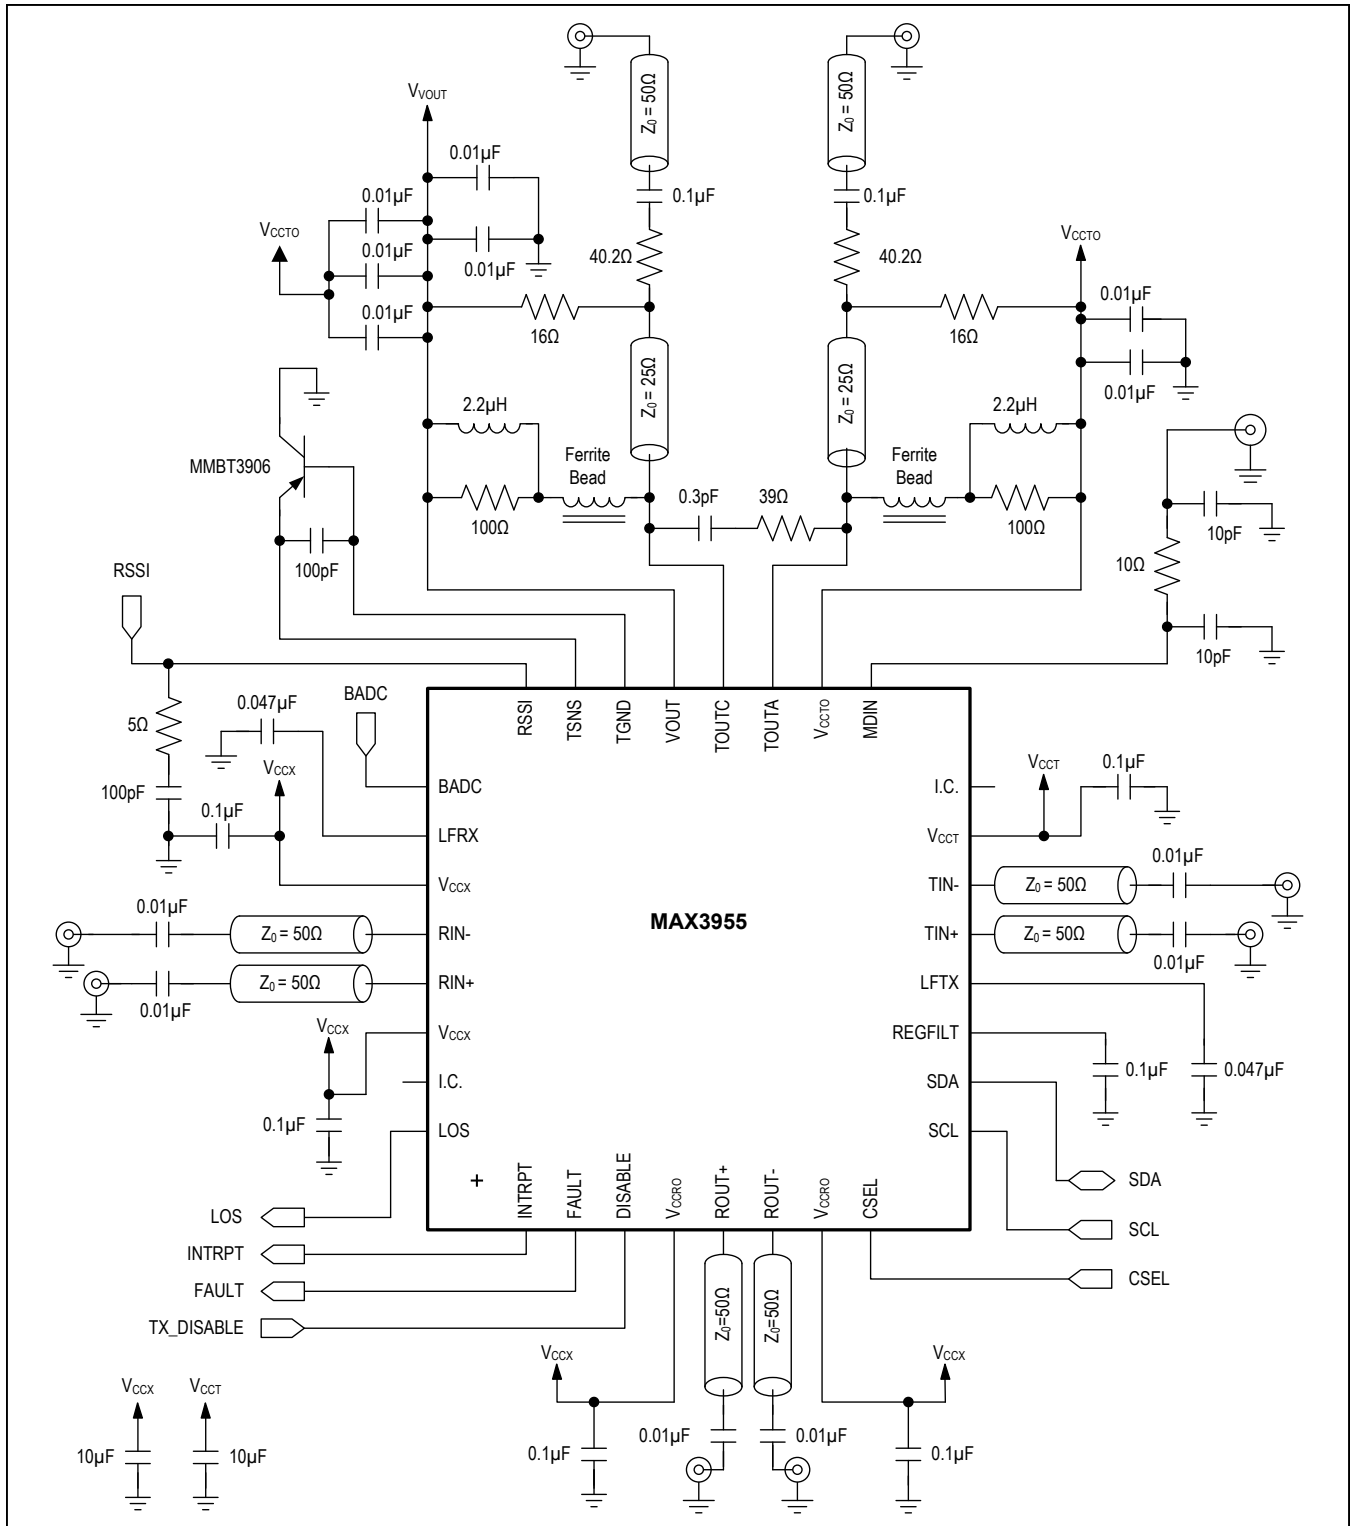 Z₀ = 50Ω
Z₀ = 50Ω
VVOUT
0.01µF
0.01µF
0.1µF
0.1µF
VCCTO
VCCTO
0.01µF
0.01µF
40.2Ω
40.2Ω
0.01µF
0.01µF
16Ω
16Ω
0.01µF
Z₀ = 25Ω
Z₀ = 25Ω
2.2µH
2.2µH
MMBT3906
Ferrite
Bead
Ferrite
Bead
0.3pF
39Ω
100Ω
100Ω
10pF
100pF
10Ω
RSSI
10pF
BADC
0.047µF
5Ω
RSSI
TSNS
TGND
VOUT
TOUTC
TOUTA
VCCTO
MDIN
VCCX
VCCT
0.1µF
100pF
BADC
I.C.
0.1µF
LFRX
VCCT
0.01µF
VCCX
TIN-
Z₀ = 50Ω
0.01µF
MAX3955
Z₀ = 50Ω
RIN-
TIN+
Z₀ = 50Ω
0.01µF
Z₀ = 50Ω
RIN+
LFTX
0.01µF
VCCX
VCCX
REGFILT
0.1µF
0.047µF
I.C.
SDA
0.1µF
LOS
SCL
+
INTRPT
FAULT
DISABLE
VCCRO
ROUT+
ROUT-
VCCRO
CSEL
SDA
LOS
SCL
INTRPT
CSEL
FAULT
Z₀=50Ω
Z₀=50Ω
TX_DISABLE
VCCX
VCCX
VCCX
VCCT
0.01µF
0.01µF
10µF
10µF
0.1µF
0.1µF